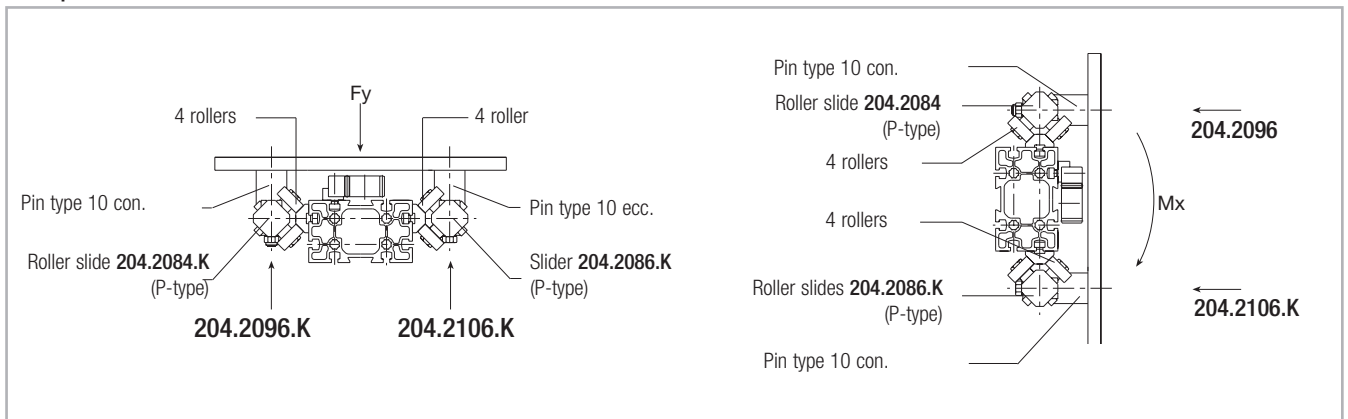 Fy
4 rollers
4 roller
Pin type 10 con.
Pin type 10 ecc.
Roller slide 204.2084.K
(P-type)
Slider 204.2086.K
(P-type)
204.2096.K
204.2106.K
Pin type 10 con.
Roller slide 204.2084
(P-type)
204.2096
4 rollers
Mx
4 rollers
Roller slides 204.2086.K
(P-type)
204.2106.K
Pin type 10 con.